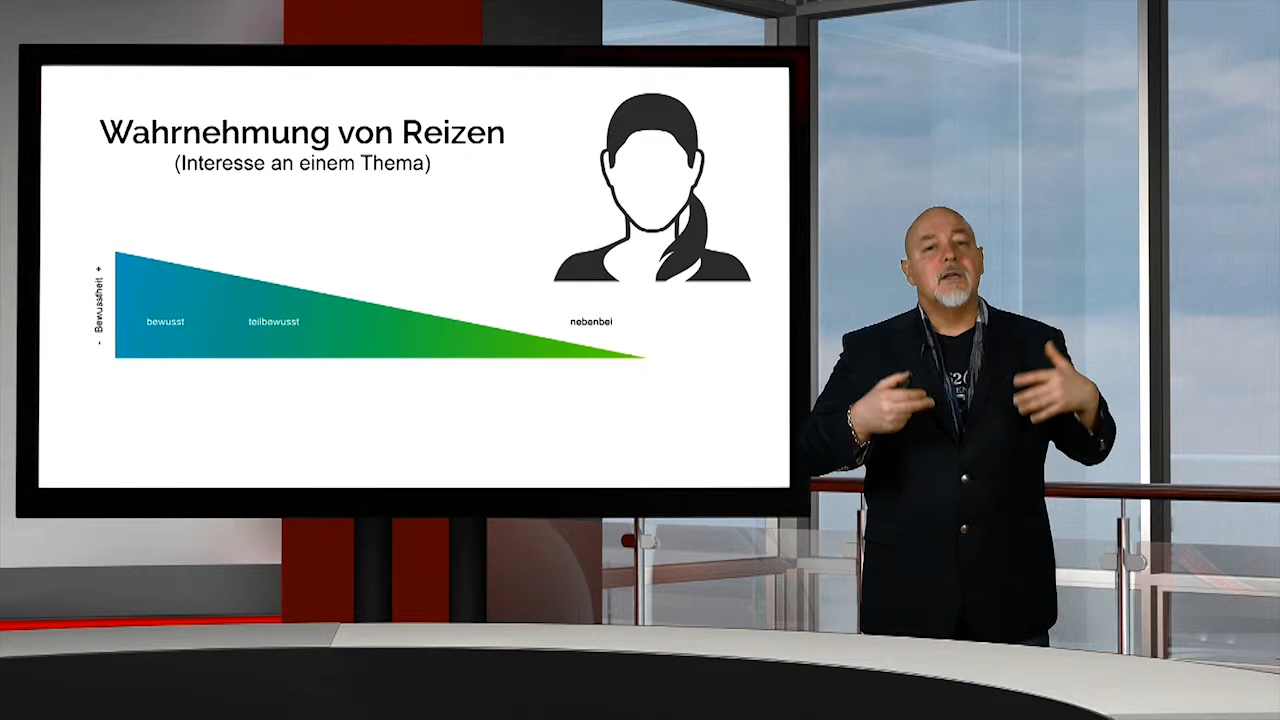 Wahrnehmung von Reizen
(Interesse an einem Thema)
- Bewusstheit +
bewusst
teilbewusst
nebenbei